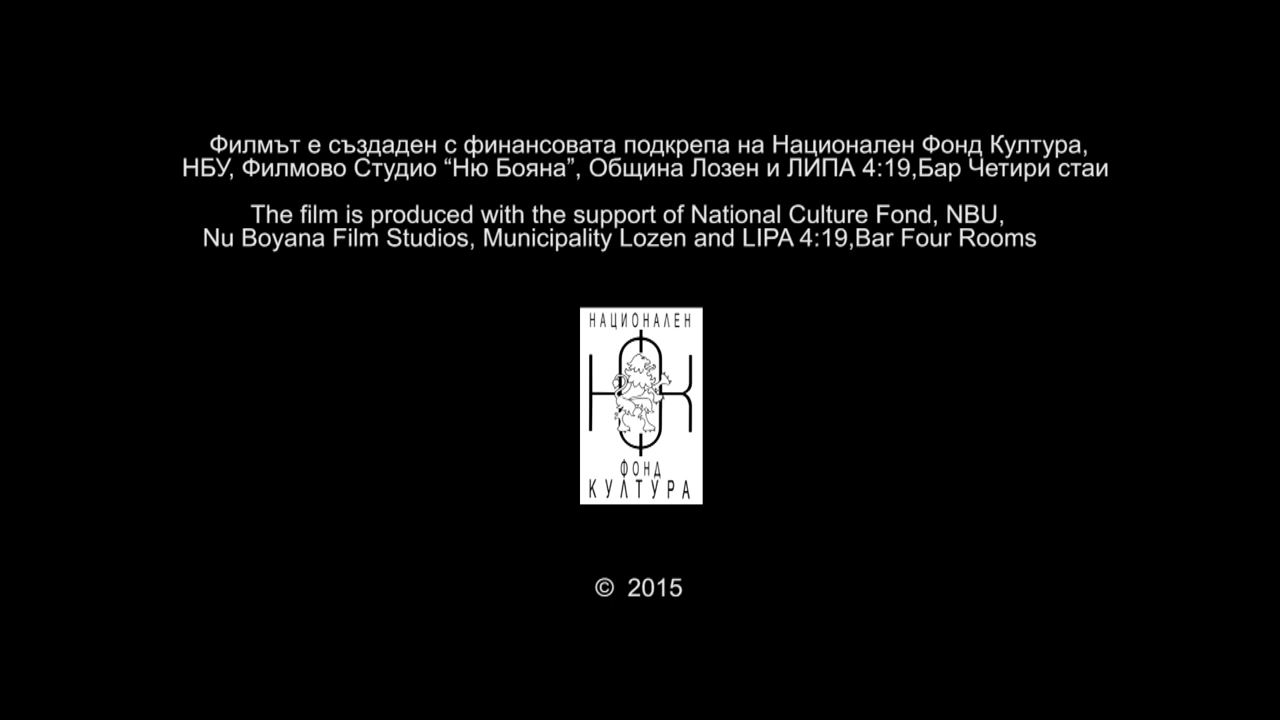 Филмът е създаден с финансовата подкрепа на Национален Фонд Култура,
НБУ, Филмово Студио “Ню Бояна”, Община Лозен и ЛИПА 4:19,Бар Четири стаи
The film is produced with the support of National Culture Fond, NBU,
Nu Boyana Film Studios, Municipality Lozen and LIPA 4:19,Bar Four Rooms
НАЦИОНАЛЕН
НФК
ФОНД
КУЛТУРА
© 2015